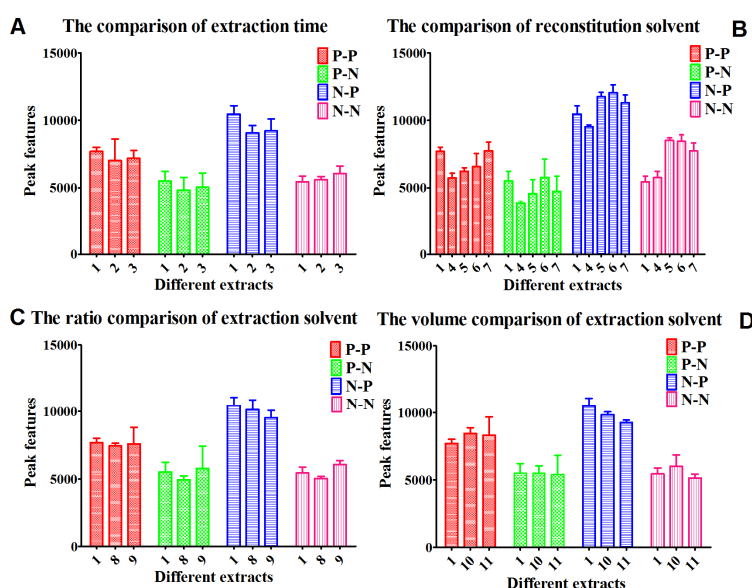 A
The comparison of extraction time
15000
10000
5000
0
Peak features
P-P
P-N
N-P
N-N
1 2 3 1 2 3 1 2 3 1 2 3
Different extracts
The comparison of reconstitution solvent
B
15000
10000
5000
0
Peak features
P-P
P-N
N-P
N-N
1 4 5 6 7 1 4 5 6 7 1 4 5 6 7 1 4 5 6 7
Different extracts
C
The ratio comparison of extraction solvent
15000
10000
5000
0
Peak features
P-P
P-N
N-P
N-N
1 8 9 1 8 9 1 8 9 1 8 9
Different extracts
The volume comparison of extraction solvent
D
15000
10000
5000
0
Peak features
P-P
P-N
N-P
N-N
1 10 11 1 10 11 1 10 11 1 10 11
Different extracts